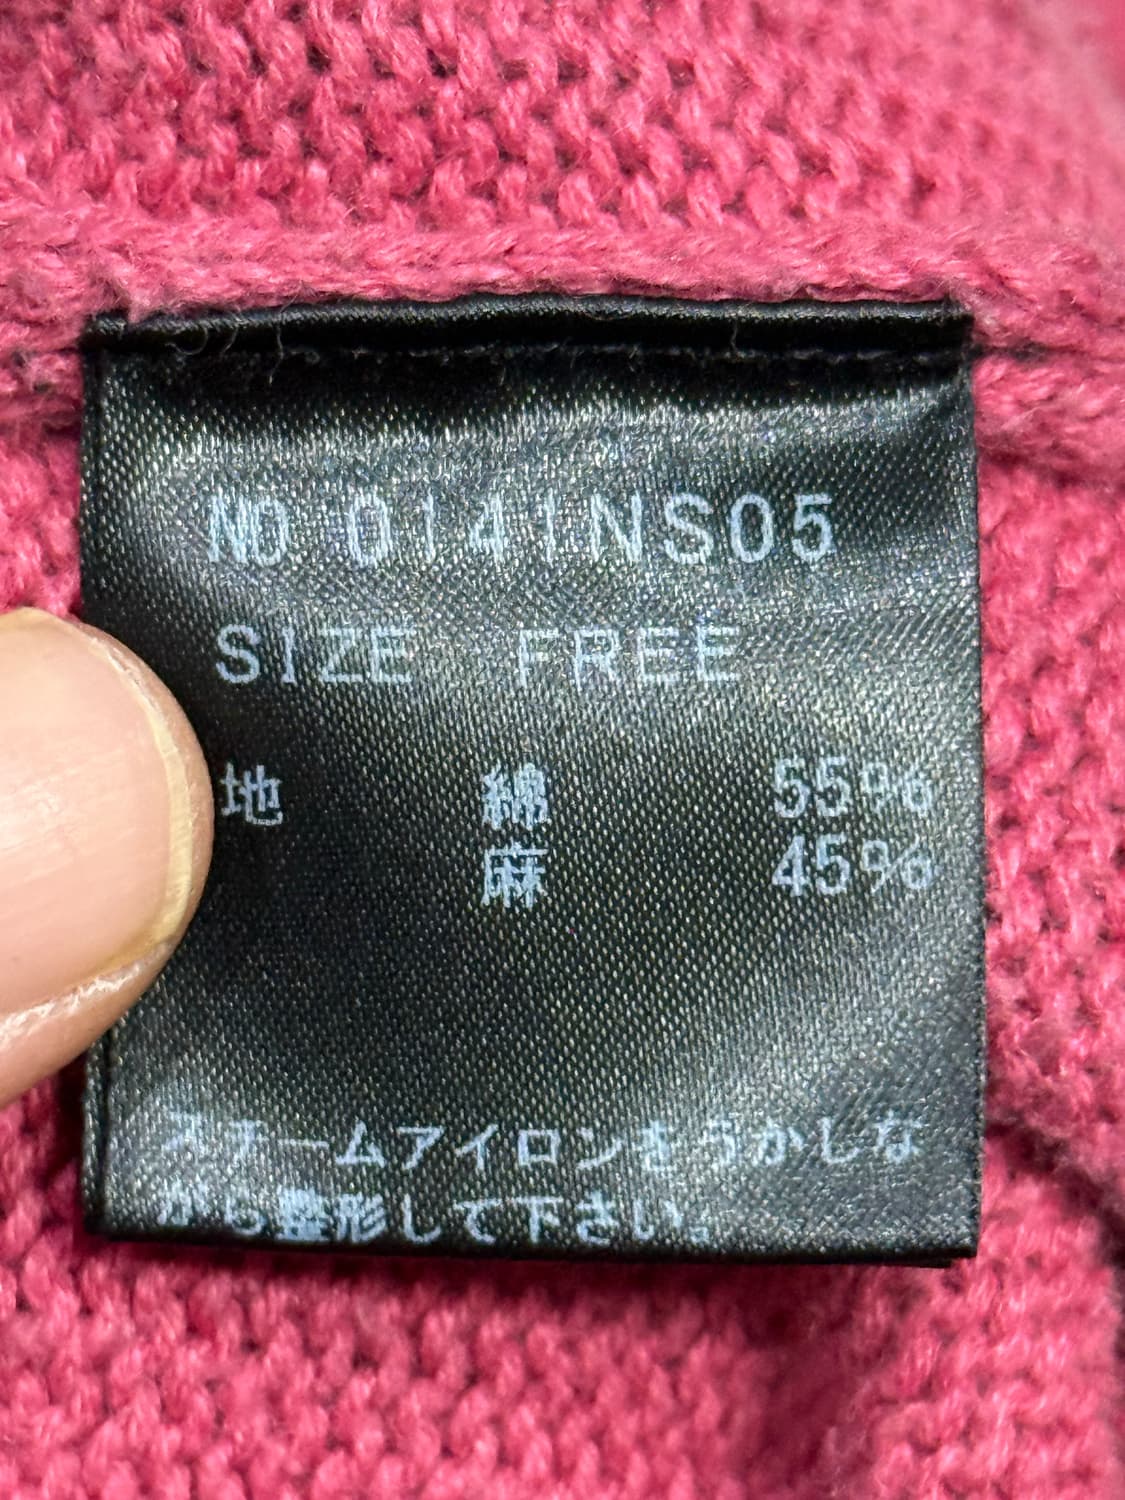 NO 0141NS05
SIZE FREE
地 綿 55%
麻 45%
スチームアイロンをうかしな
がら整形して下さい。